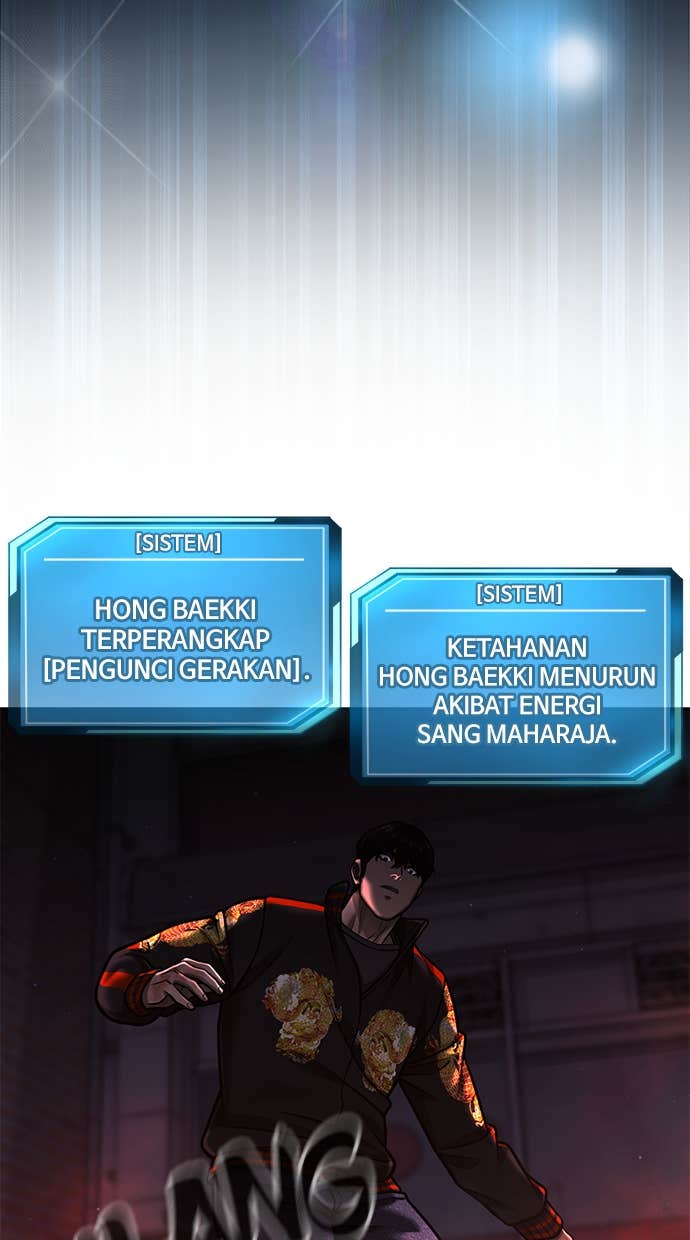 [SISTEM]
HONG BAEKKI
TERPERANGKAP
[PENGUNCI GERAKAN].
[SISTEM]
KETAHANAN
HONG BAEKKI MENURUN
AKIBAT ENERGI
SANG MAHARAJA.